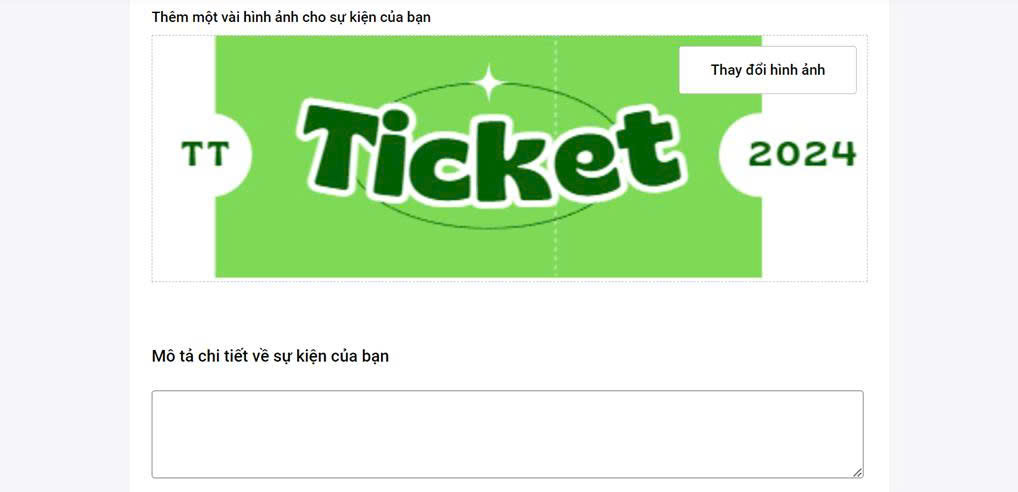 Thêm một vài hình ảnh cho sự kiện của bạn
Thay đổi hình ảnh
TT
Ticket
2024
Mô tả chi tiết về sự kiện của bạn